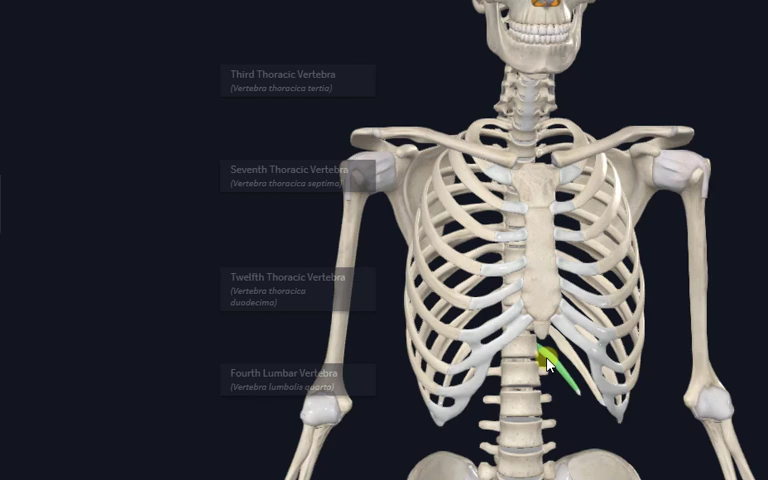 Third Thoracic Vertebra
(Vertebra thoracica tertia)
Seventh Thoracic Vertebra
(Vertebra thoracica septima)
Twelfth Thoracic Vertebra
(Vertebra thoracica
duodecima)
Fourth Lumbar Vertebra
(Vertebra lumbalis quarta)